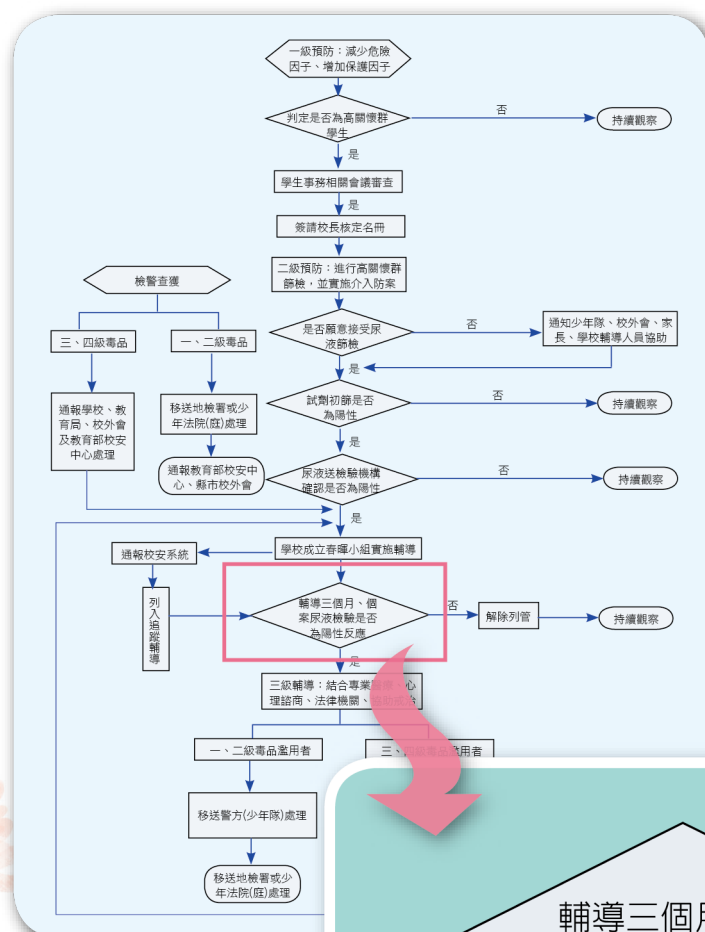 一級預防：減少危險
因子、增加保護因子
判定是否為高關懷群
學生
否
持續觀察
是
學生事務相關會議審查
是
簽請校長核定名冊
二級預防：進行高關懷群
篩檢，並實施介入防案
檢警查獲
三、四級毒品
一、二級毒品
是否願意接受尿
液篩檢
否
通知少年隊、校外會、家
長、學校輔導人員協助
是
通報學校、教
育局、校外會
及教育部校安
中心處理
移送地檢署或少
年法院(庭)處理
通報教育部校安中
心、縣市校外會
試劑初篩是否
為陽性
否
持續觀察
是
尿液送檢驗機構
確認是否為陽性
否
持續觀察
是
學校成立春暉小組實施輔導
通報校安系統
列入追蹤輔導
輔導三個月、個
案尿液檢驗是否
為陽性反應
否
解除列管
持續觀察
是
三級輔導：結合專業
心
理諮商、法律機關、
一、二級毒品濫用者
三、四級毒品濫用者
移送警方(少年隊)處理
移送地檢署或少
年法院(庭)處理
輔導三個月